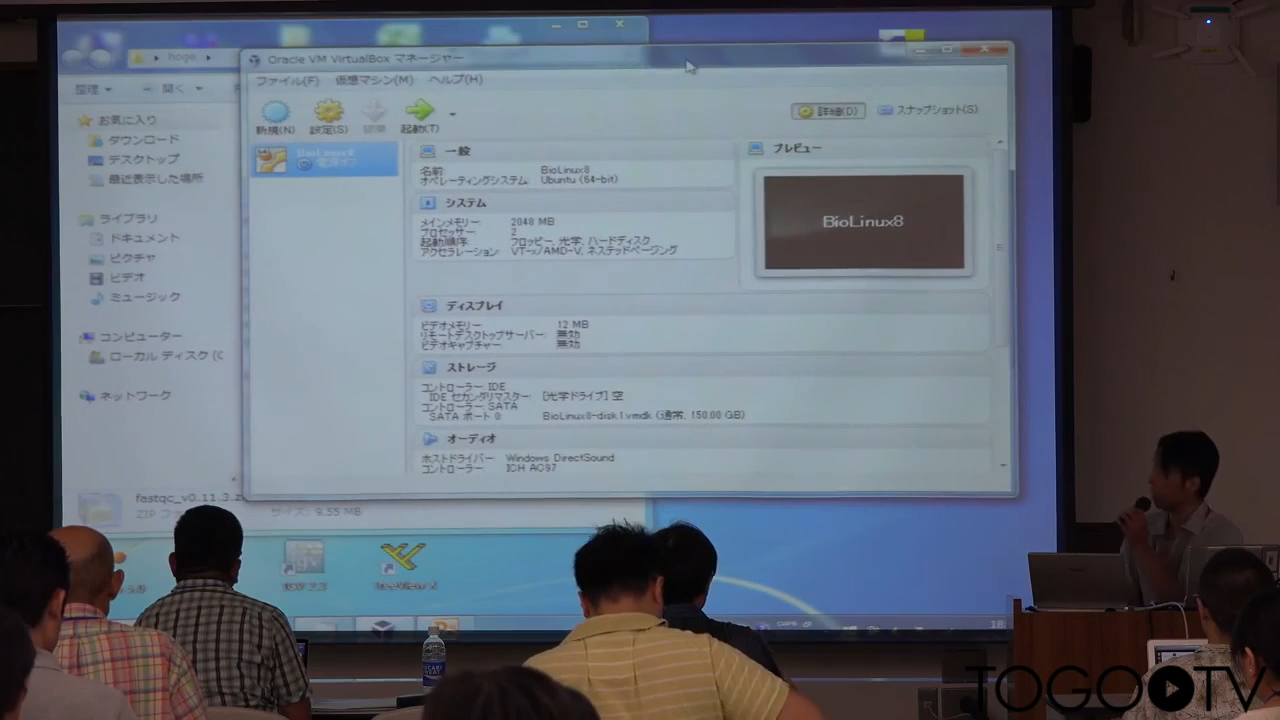 hoge
Oracle VM VirtualBox マネージャー
ファイル(F) 仮想マシン(M) ヘルプ(H)
整理
開く
新規(N) 設定(S) 起動(T)
詳細(D) スナップショット(S)
お気に入り
ダウンロード
デスクトップ
最近表示した場所
ライブラリ
ドキュメント
ピクチャ
ビデオ
ミュージック
コンピューター
ローカル ディスク (C
ネットワーク
BioLinux8
電源オフ
一般
名前: BioLinux8
オペレーティングシステム: Ubuntu (64-bit)
システム
メインメモリー: 2048 MB
プロセッサー: 2
起動順序: フロッピー, 光学, ハードディスク
アクセラレーション: VT-x/AMD-V, ネステッドページング
プレビュー
BioLinux8
ディスプレイ
ビデオメモリー: 12 MB
リモートデスクトップサーバー: 無効
ビデオキャプチャー: 無効
ストレージ
コントローラー: IDE
IDE セカンダリマスター: [光学ドライブ] 空
コントローラー: SATA
SATA ポート 0: BioLinux8-disk1.vmdk (通常, 150.00 GB)
オーディオ
ホストドライバー: Windows DirectSound
コントローラー: ICH AC97
fastqc_v0.11.3.z
ZIP ファ
サイズ: 9.55 MB
CAPS
18:
TOGOTV